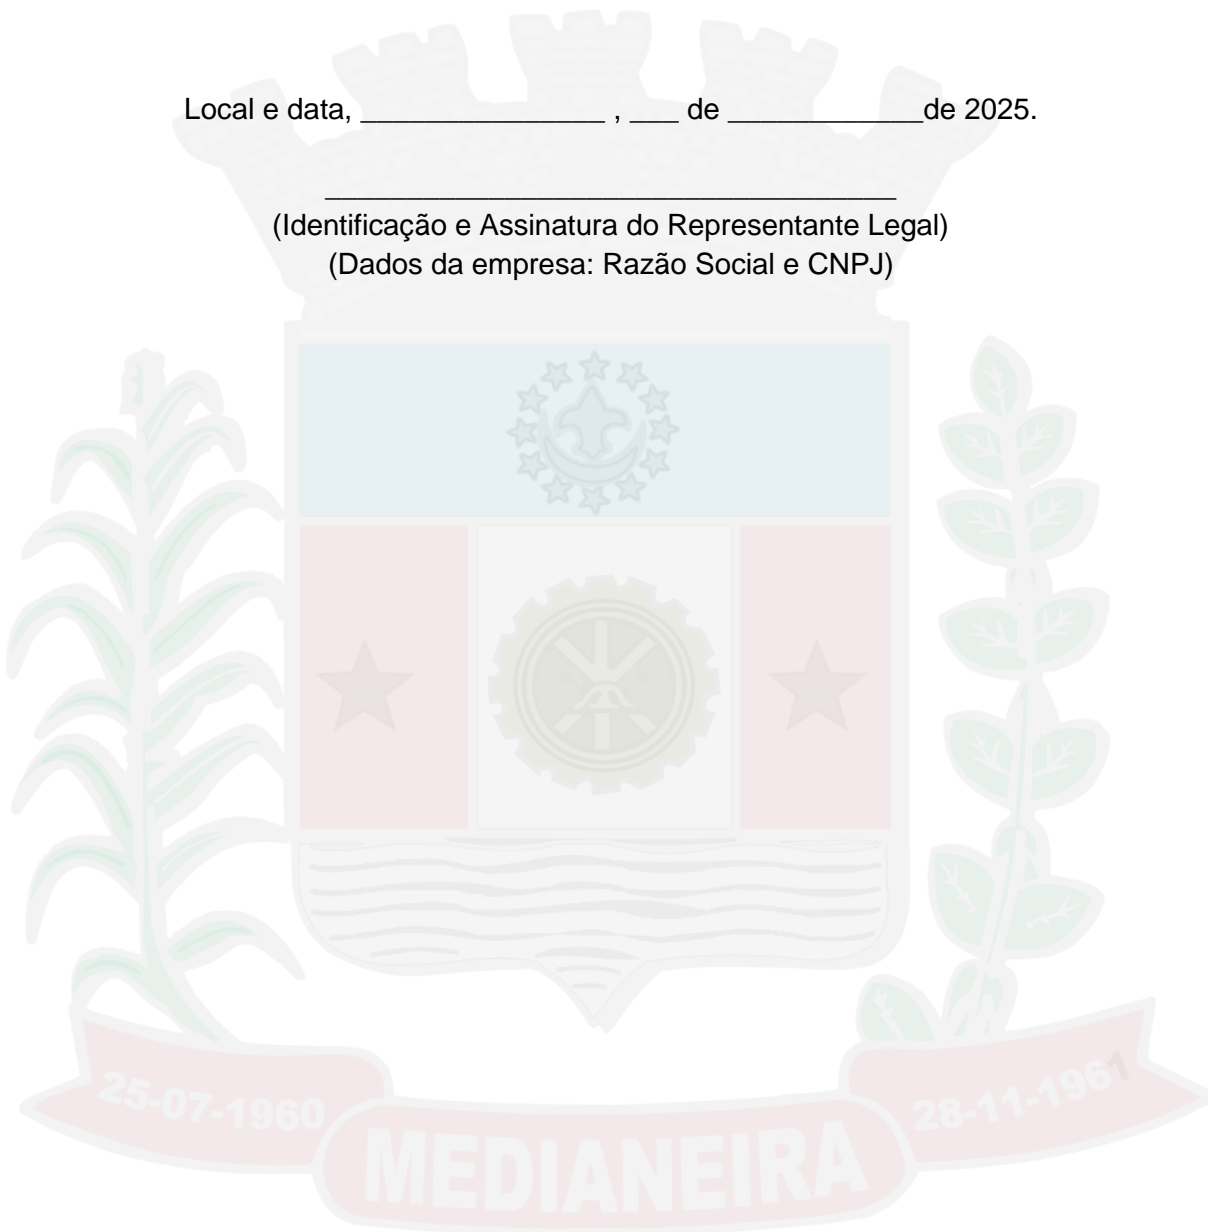 Local e data, _______________ , ___ de ____________de 2025.
___________________________________
(Identificação e Assinatura do Representante Legal)
(Dados da empresa: Razão Social e CNPJ)
25-07-1960
28-11-1961
MEDIANEIRA